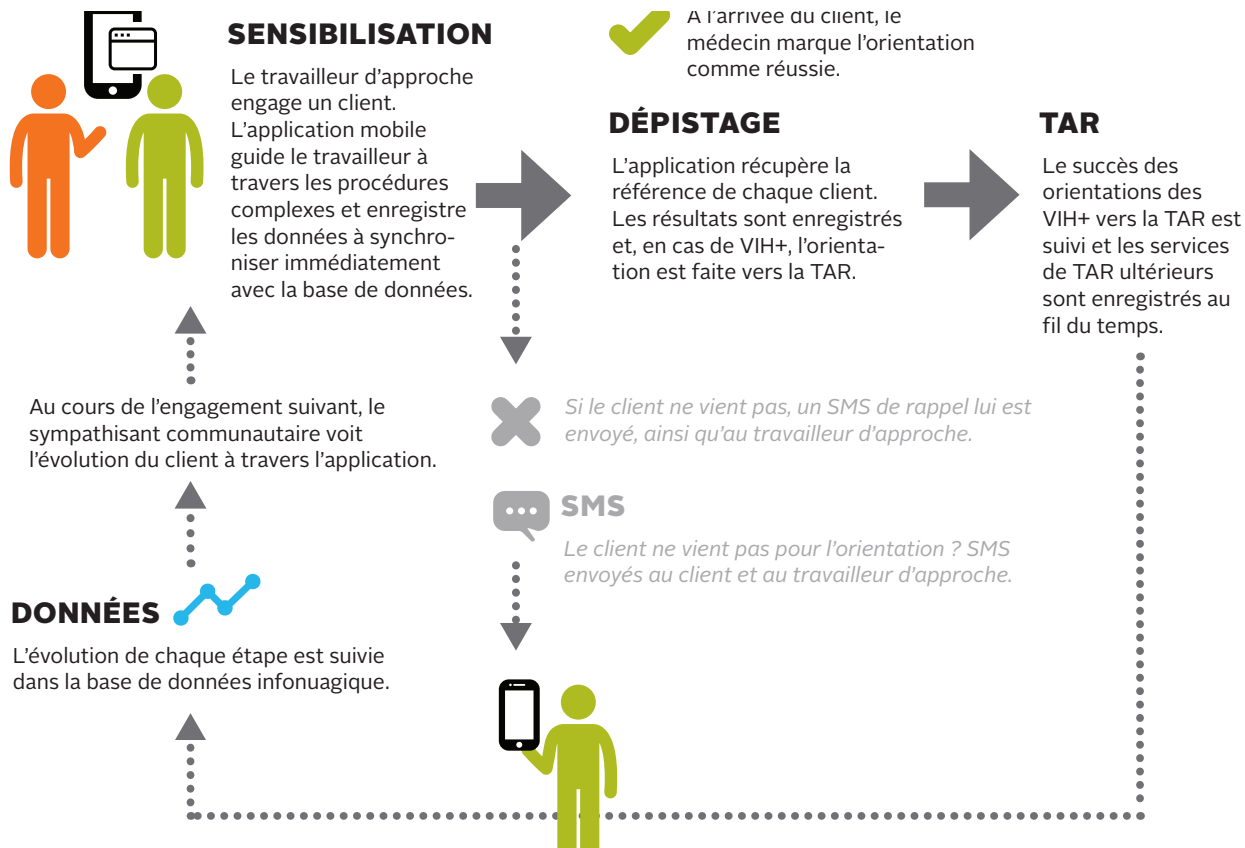 SENSIBILISATION
Le travailleur d’approche
engage un client.
L’application mobile
guide le travailleur à
travers les procédures
complexes et enregistre
les données à synchro-
niser immédiatement
avec la base de données.
A l’arrivée du client, le
médecin marque l’orientation
comme réussie.
DÉPISTAGE
L’application récupère la
référence de chaque client.
Les résultats sont enregistrés
et, en cas de VIH+, l’orienta-
tion est faite vers la TAR.
TAR
Le succès des
orientations des
VIH+ vers la TAR est
suivi et les services
de TAR ultérieurs
sont enregistrés au
fil du temps.
Au cours de l’engagement suivant, le
sympathisant communautaire voit
l’évolution du client à travers l’application.
Si le client ne vient pas, un SMS de rappel lui est
envoyé, ainsi qu’au travailleur d’approche.
SMS
Le client ne vient pas pour l’orientation ? SMS
envoyés au client et au travailleur d’approche.
DONNÉES
L’évolution de chaque étape est suivie
dans la base de données infonuagique.